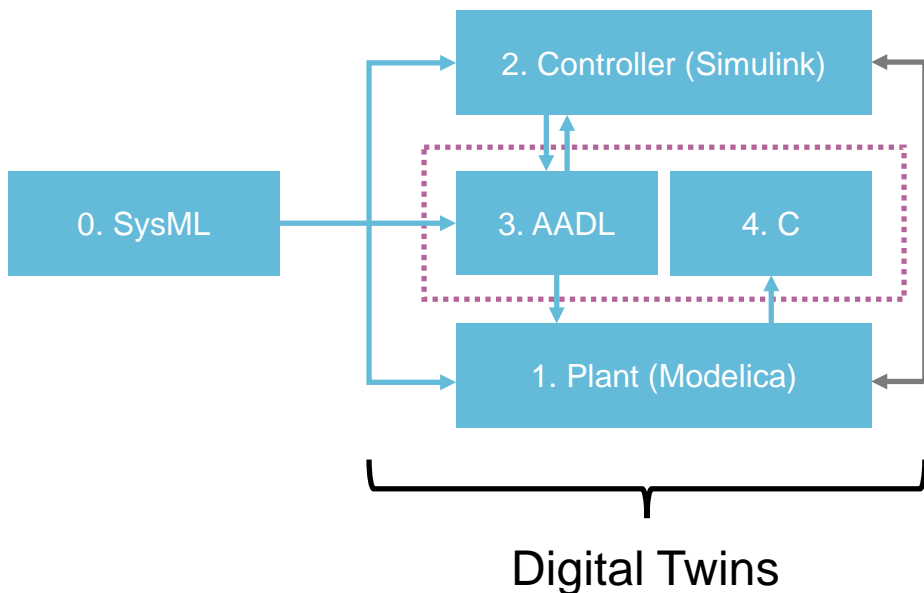 2. Controller (Simulink)
0. SysML
3. AADL
4. C
1. Plant (Modelica)
Digital Twins